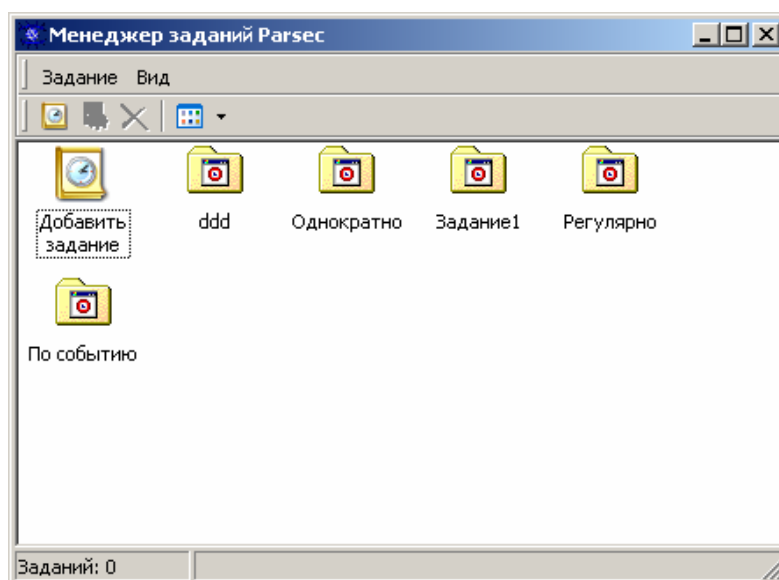 Менеджер заданий Parsec
Задание Вид
Добавить
задание
ddd
Однократно
Задание1
Регулярно
По событию
Заданий: 0